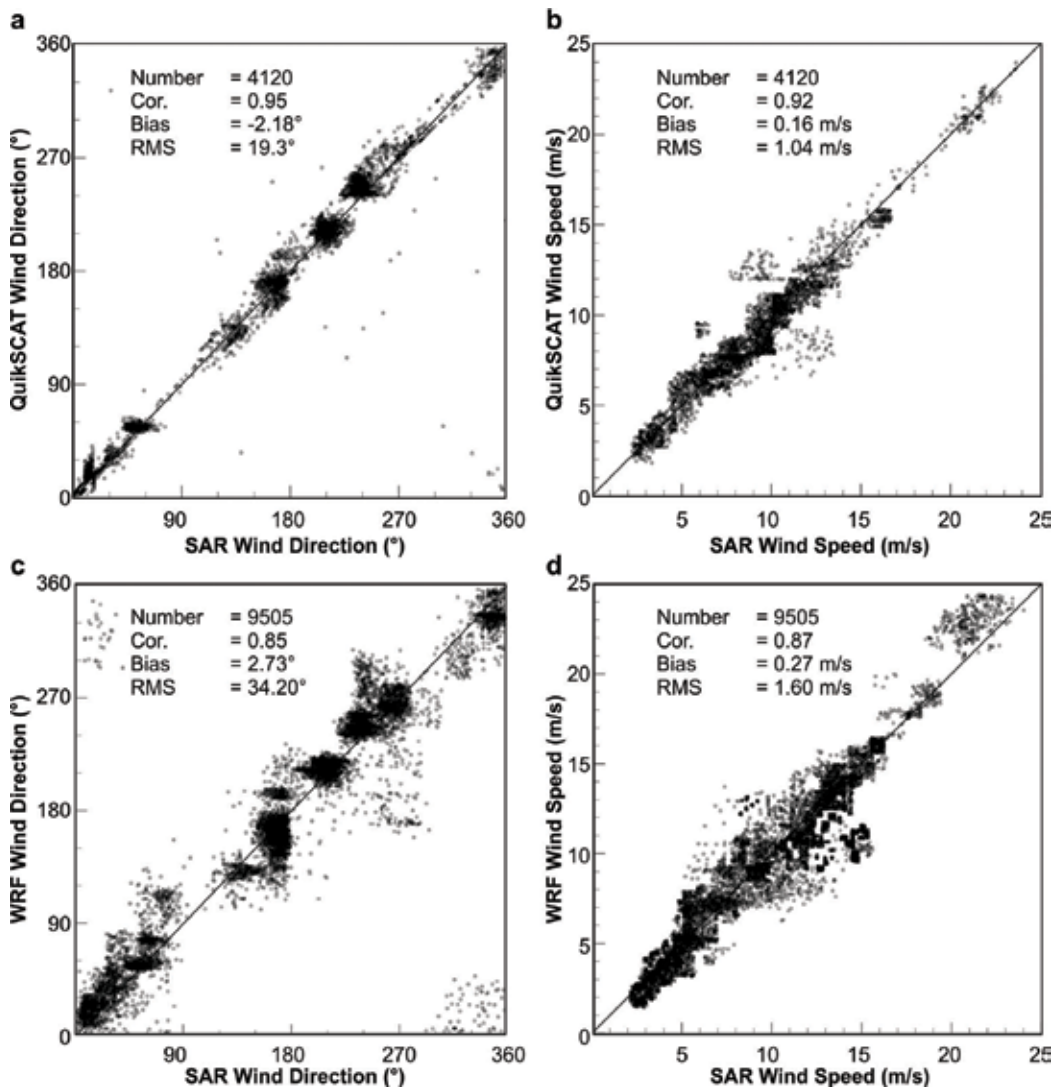 a
360
270
180
90
0
QuikSCAT Wind Direction (°)
Number = 4120
Cor. = 0.95
Bias = -2.18°
RMS = 19.3°
90 180 270 360
SAR Wind Direction (°)
b
25
20
15
10
5
0
QuikSCAT Wind Speed (m/s)
Number = 4120
Cor. = 0.92
Bias = 0.16 m/s
RMS = 1.04 m/s
5 10 15 20 25
SAR Wind Speed (m/s)
c
360
270
180
90
0
WRF Wind Direction (°)
Number = 9505
Cor. = 0.85
Bias = 2.73°
RMS = 34.20°
90 180 270 360
SAR Wind Direction (°)
d
25
20
15
10
5
0
WRF Wind Speed (m/s)
Number = 9505
Cor. = 0.87
Bias = 0.27 m/s
RMS = 1.60 m/s
5 10 15 20 25
SAR Wind Speed (m/s)